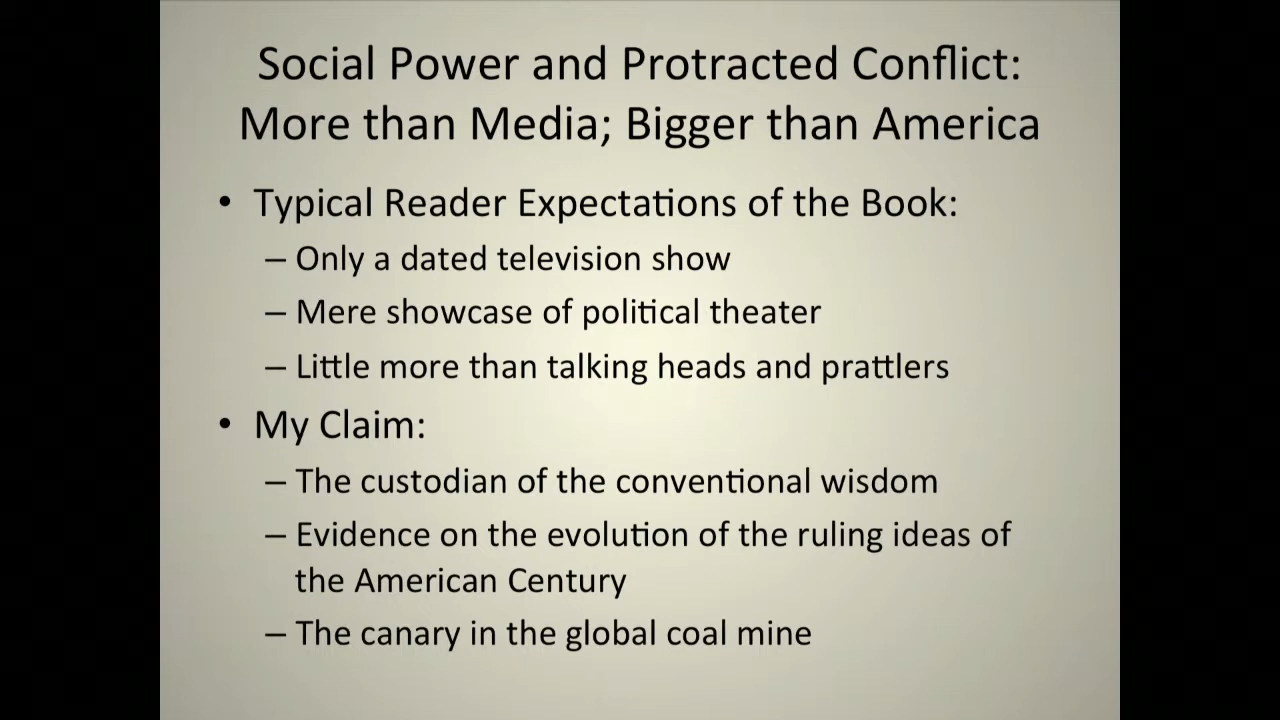 Social Power and Protracted Conflict:
More than Media; Bigger than America
• Typical Reader Expectations of the Book:
– Only a dated television show
– Mere showcase of political theater
– Little more than talking heads and prattlers
• My Claim:
– The custodian of the conventional wisdom
– Evidence on the evolution of the ruling ideas of
the American Century
– The canary in the global coal mine